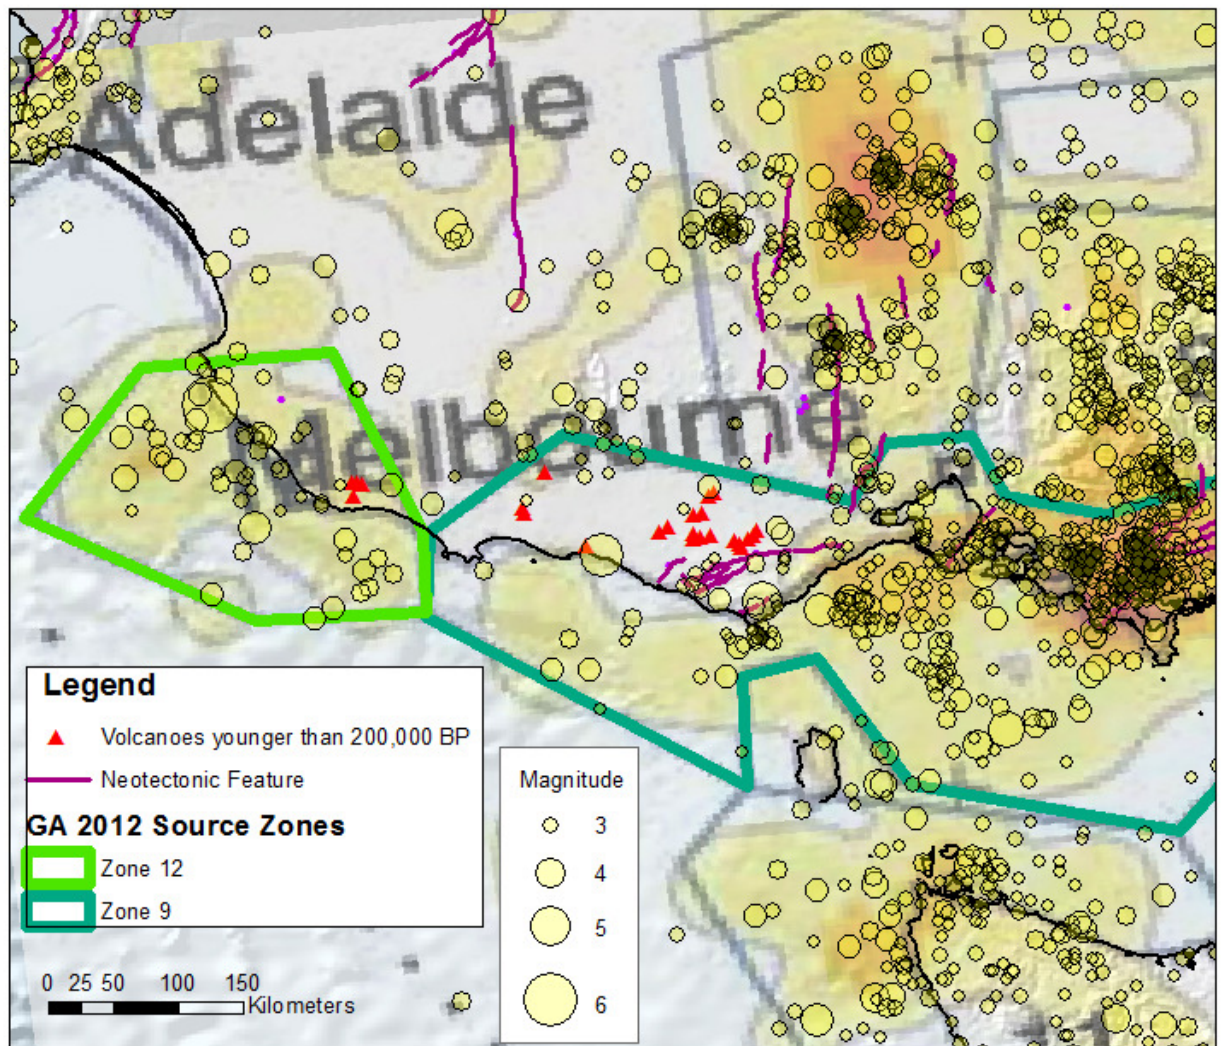 Adelaide
Melbourne
Legend
Volcanoes younger than 200,000 BP
Neotectonic Feature
GA 2012 Source Zones
Zone 12
Zone 9
Magnitude
3
4
5
6
0 25 50 100 150
Kilometers